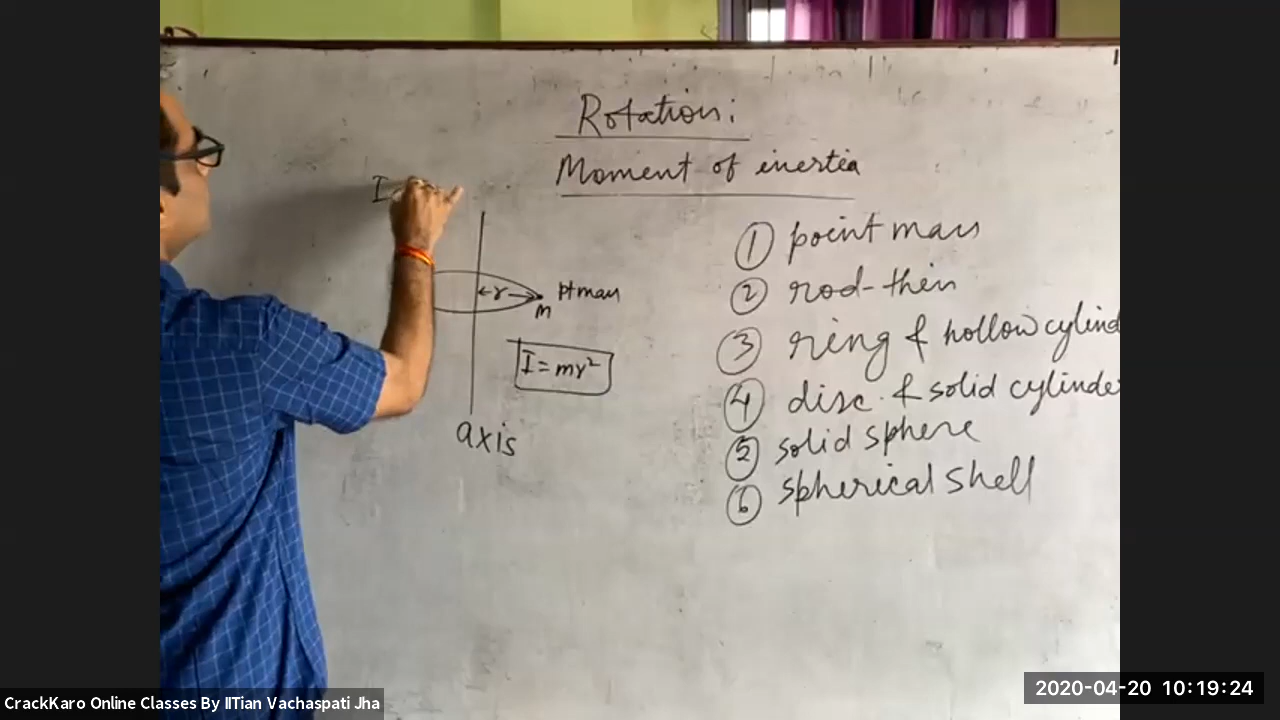 Rotation:
Moment of inertia
I
r
m
pt mass
I = mr²
axis
① point mass
② rod-thin
③ ring & hollow cylind
④ disc & solid cylinder
⑤ solid sphere
⑥ spherical shell
CrackKaro Online Classes By IITian Vachaspati Jha
2020-04-20 10:19:24